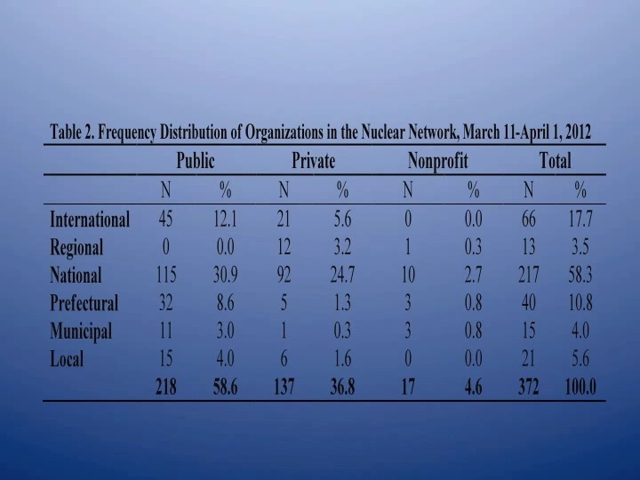 Table 2. Frequency Distribution of Organizations in the Nuclear Network, March 11-April 1, 2012
Public Private Nonprofit Total
N % N % N % N %
International 45 12.1 21 5.6 0 0.0 66 17.7
Regional 0 0.0 12 3.2 1 0.3 13 3.5
National 115 30.9 92 24.7 10 2.7 217 58.3
Prefectural 32 8.6 5 1.3 3 0.8 40 10.8
Municipal 11 3.0 1 0.3 3 0.8 15 4.0
Local 15 4.0 6 1.6 0 0.0 21 5.6
218 58.6 137 36.8 17 4.6 372 100.0